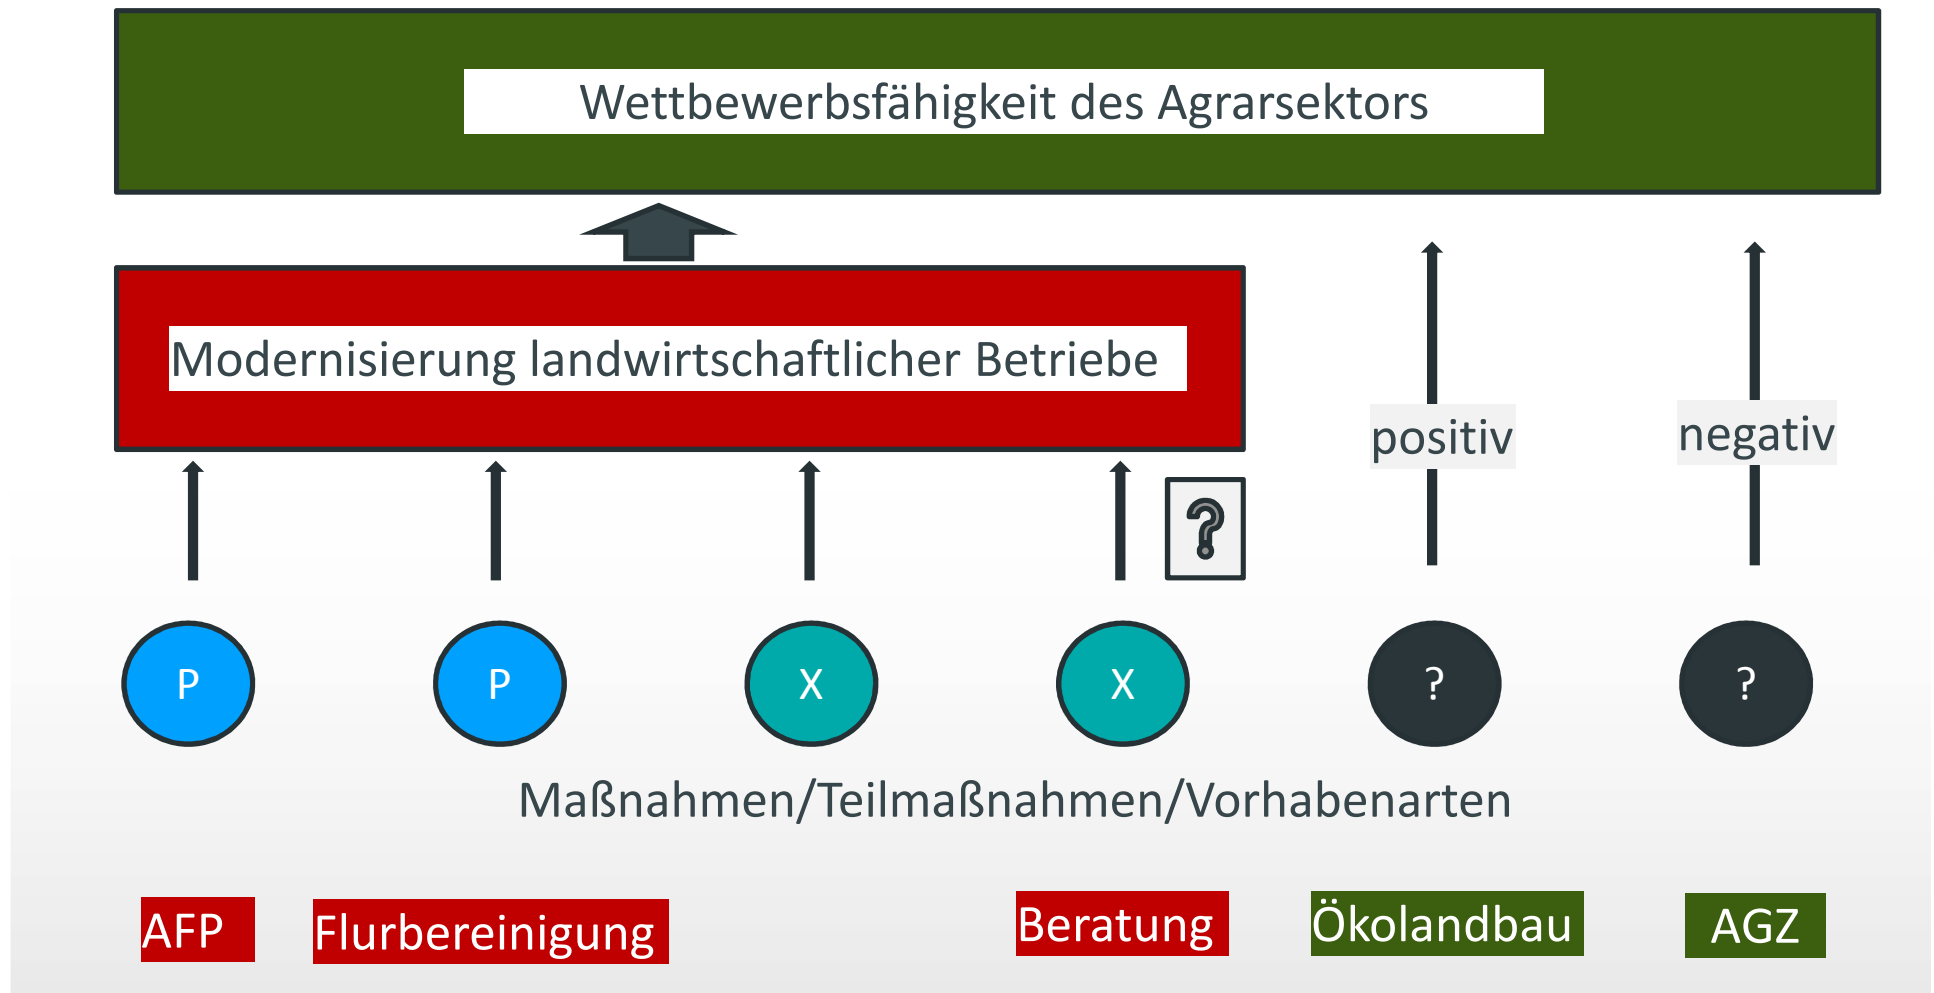 Wettbewerbsfähigkeit des Agrarsektors
Modernisierung landwirtschaftlicher Betriebe
positiv
negativ
?
P
P
X
X
?
?
Maßnahmen/Teilmaßnahmen/Vorhabenarten
AFP
Flurbereinigung
Beratung
Ökolandbau
AGZ